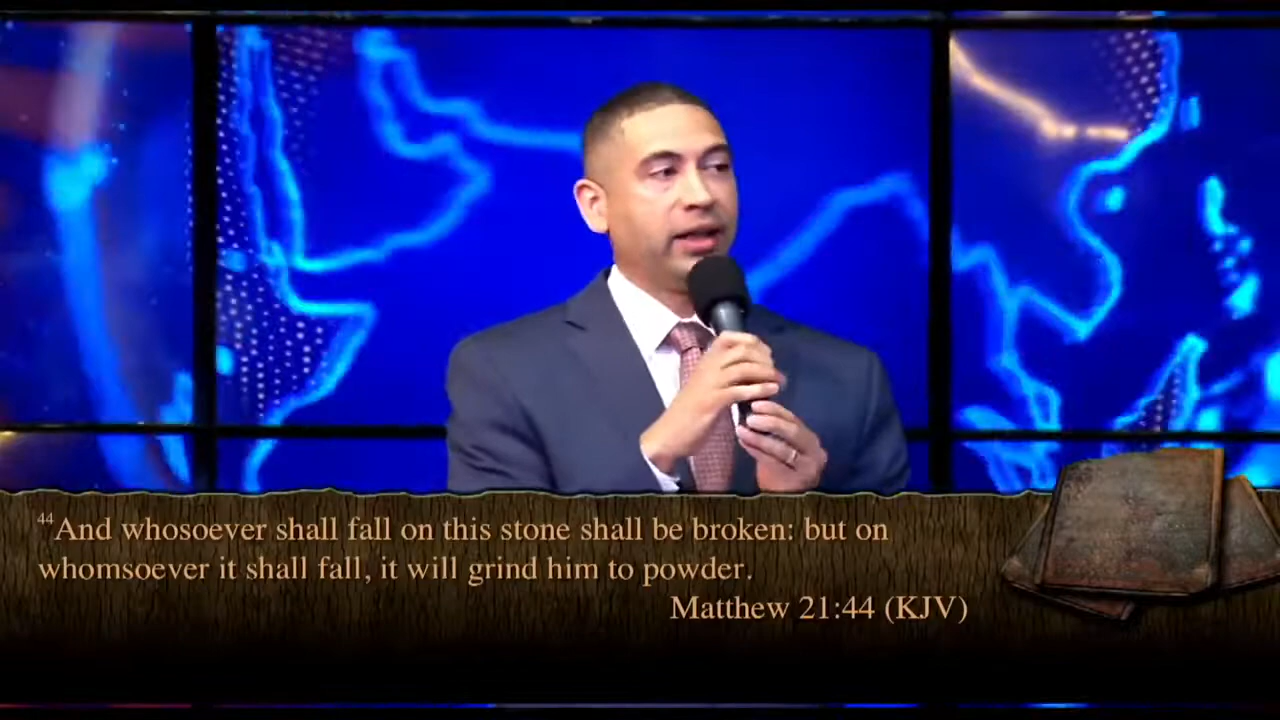 44And whosoever shall fall on this stone shall be broken: but on
whomsoever it shall fall, it will grind him to powder.
Matthew 21:44 (KJV)